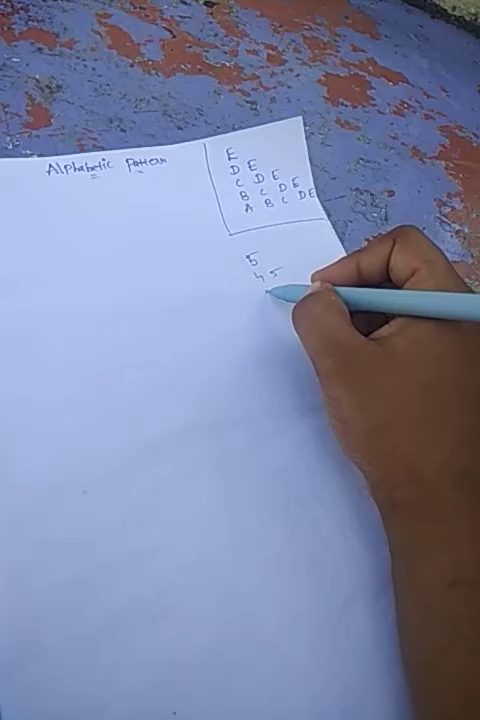 Alphabetic Pattern
E
D E
C D E
B C D E
A B C D E
5
4 5